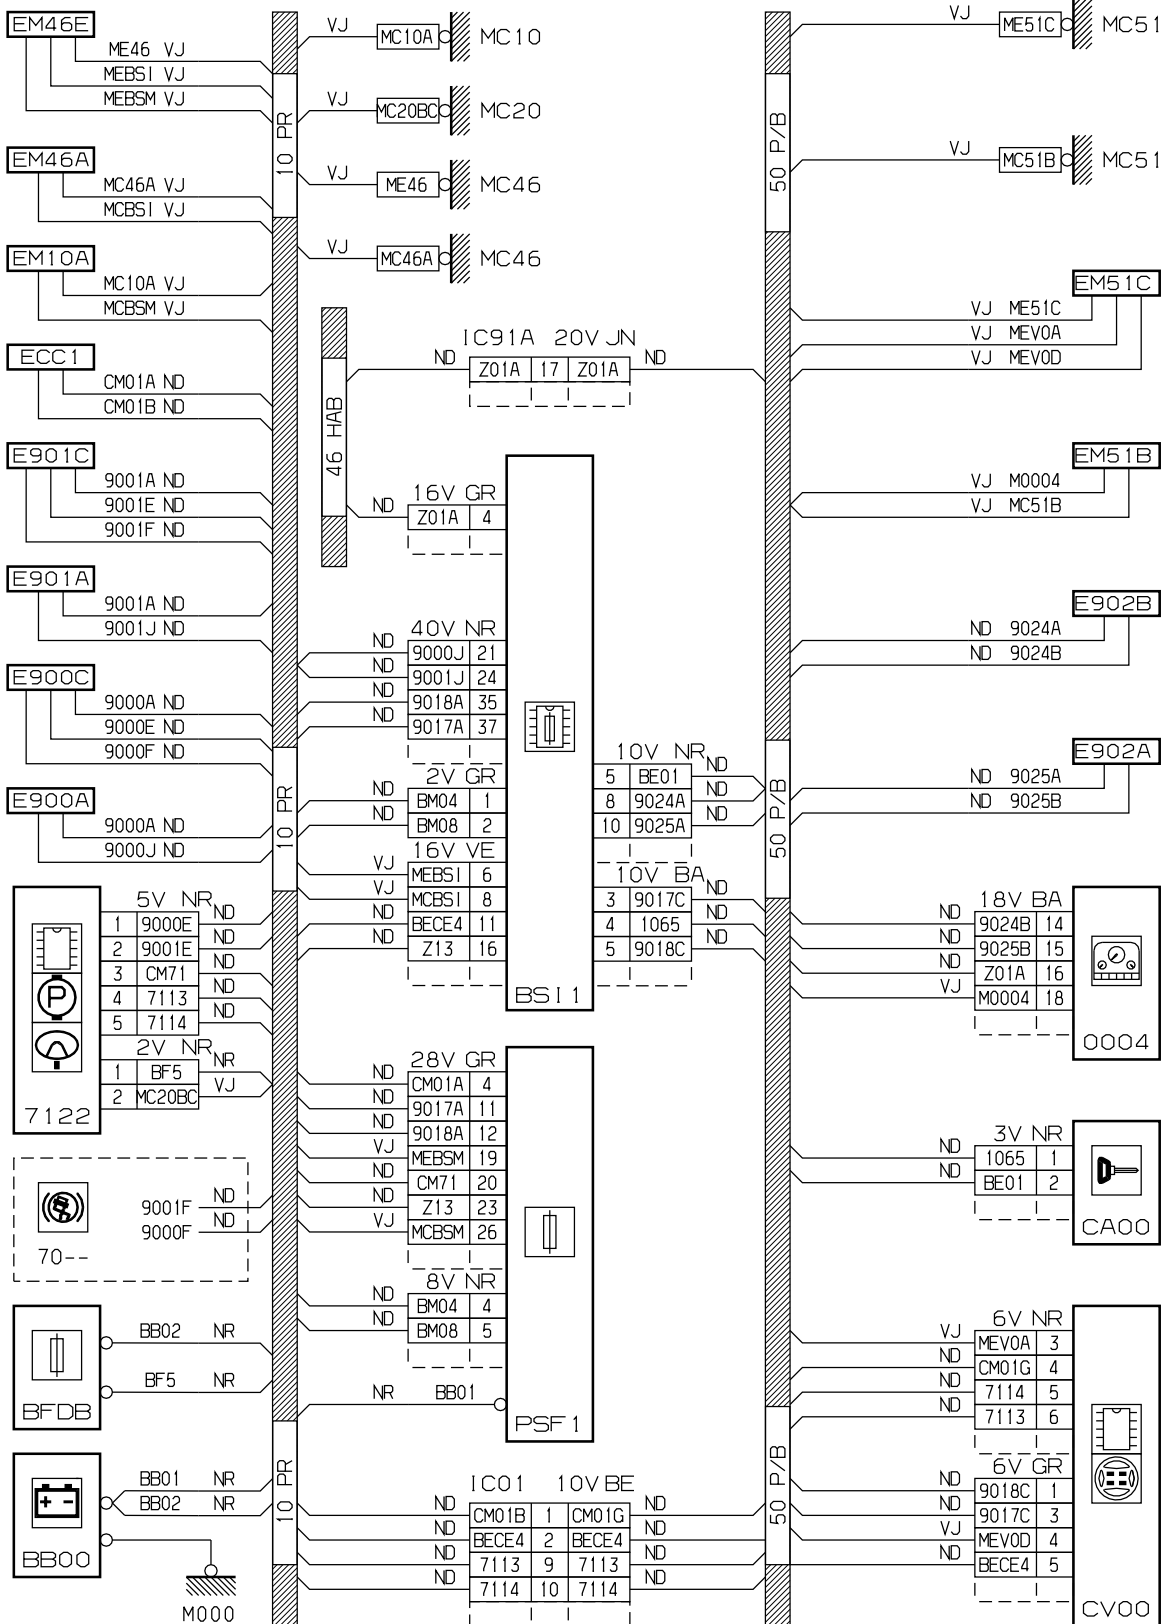 EM46E
ME46 VJ
MEBSI VJ
MEBSM VJ
EM46A
MC46A VJ
MCBSI VJ
EM10A
MC10A VJ
MCBSM VJ
ECC1
CM01A ND
CM01B ND
E901C
9001A ND
9001E ND
9001F ND
E901A
9001A ND
9001J ND
E900C
9000A ND
9000E ND
9000F ND
E900A
9000A ND
9000J ND
5V NR
1 9000E ND
2 9001E ND
3 CM71 ND
4 7113 ND
5 7114 ND
2V NR
1 BF5 NR
2 MC20BC VJ
P
7122
9001F ND
9000F ND
70--
BB02 NR
BF5 NR
BFDB
BB01 NR
BB02 NR
+ -
BB00
M000
10 PR
10 PR
10 PR
VJ MC10A MC10
VJ MC20BC MC20
VJ ME46 MC46
VJ MC46A MC46
46 HAB
IC91A 20V JN
ND Z01A 17 Z01A ND
16V GR
ND Z01A 4
40V NR
ND 9000J 21
ND 9001J 24
ND 9018A 35
ND 9017A 37
2V GR
ND BM04 1
ND BM08 2
16V VE
VJ MEBSI 6
VJ MCBSI 8
ND BECE4 11
ND Z13 16
10V NR
5 BE01 ND
8 9024A ND
10 9025A ND
10V BA
3 9017C ND
4 1065 ND
5 9018C ND
BSI1
28V GR
ND CM01A 4
ND 9017A 11
ND 9018A 12
VJ MEBSM 19
ND CM71 20
ND Z13 23
VJ MCBSM 26
8V NR
ND BM04 4
ND BM08 5
NR BB01
PSF1
IC01 10V BE
ND CM01B 1 CM01G ND
ND BECE4 2 BECE4 ND
ND 7113 9 7113 ND
ND 7114 10 7114 ND
50 P/B
50 P/B
50 P/B
VJ ME51C MC51
VJ MC51B MC51
EM51C
VJ ME51C
VJ MEV0A
VJ MEV0D
EM51B
VJ M0004
VJ MC51B
E902B
ND 9024A
ND 9024B
E902A
ND 9025A
ND 9025B
18V BA
ND 9024B 14
ND 9025B 15
ND Z01A 16
VJ M0004 18
0004
3V NR
ND 1065 1
ND BE01 2
CA00
6V NR
VJ MEV0A 3
ND CM01G 4
ND 7114 5
ND 7113 6
6V GR
ND 9018C 1
ND 9017C 3
VJ MEV0D 4
ND BECE4 5
CV00